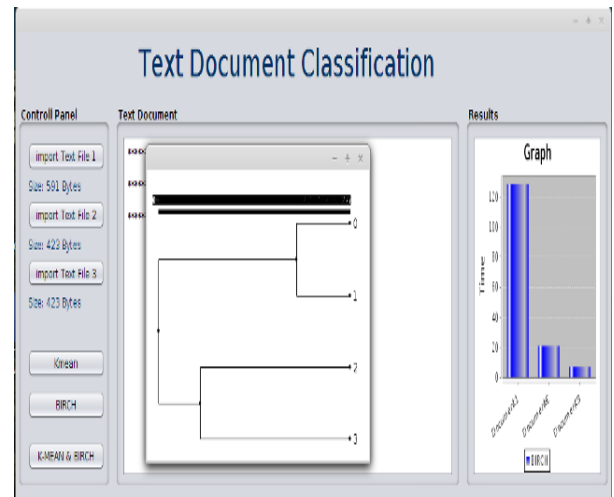 Text Document Classification
Controll Panel
Text Document
Results
import Text File 1
Size: 591 Bytes
import Text File 2
Size: 423 Bytes
import Text File 3
Size: 423 Bytes
Kmean
BIRCH
K-MEAN & BIRCH
0
1
2
3
Graph
Time
120
100
80
60
40
20
0
BIRCH